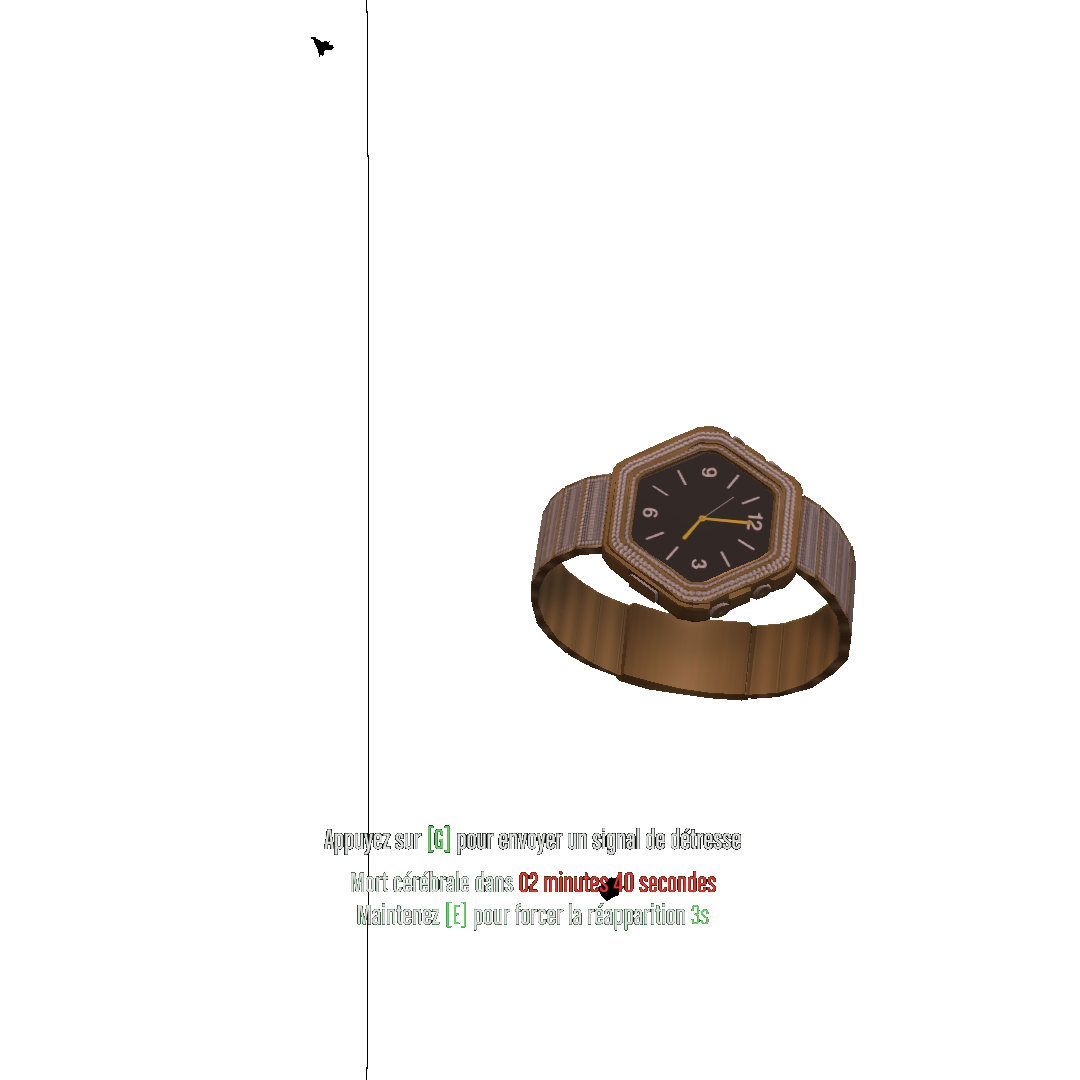 9
12
6
3
Appuyez sur [G] pour envoyer un signal de détresse
Mort cérébrale dans 02 minutes 40 secondes
Maintenez [E] pour forcer la réapparition 3s